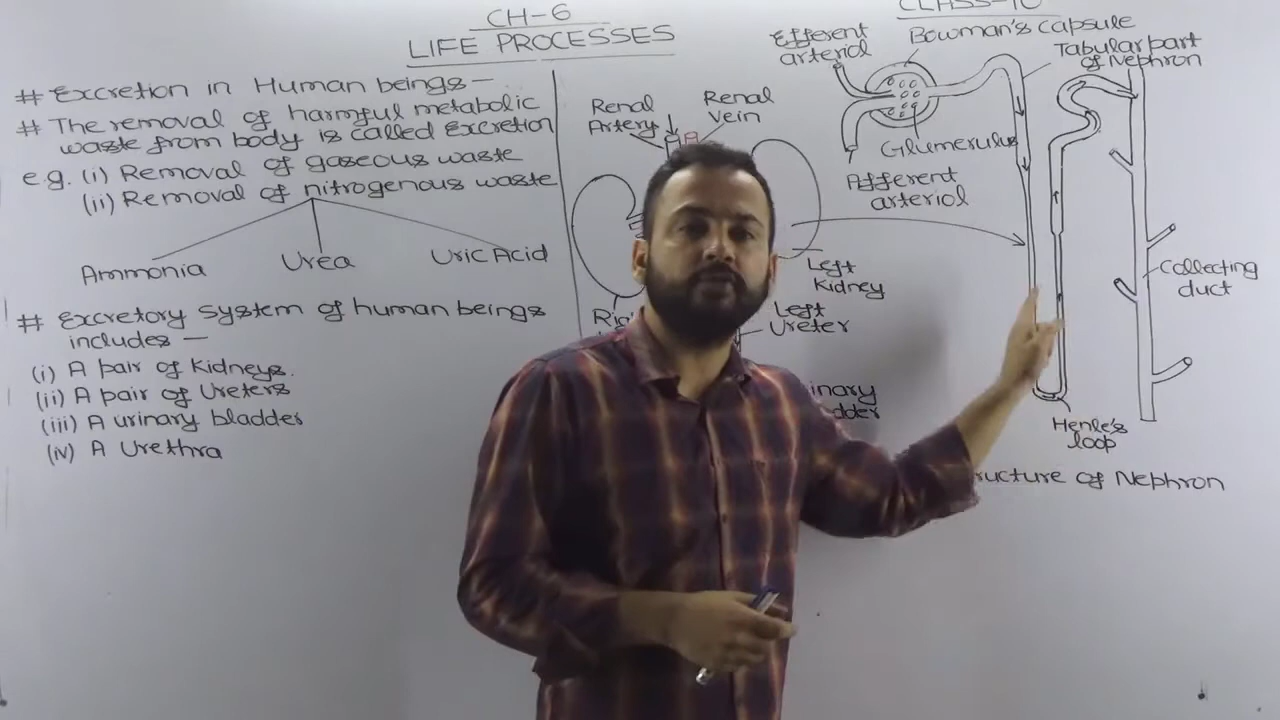 CH-6
LIFE PROCESSES
CLASS-10
# Excretion in Human beings —
# The removal of harmful metabolic
waste from body is called Excretion
e.g. (i) Removal of gaseous waste
(ii) Removal of nitrogenous waste
Ammonia
Urea
Uric Acid
# Excretory system of human beings
includes —
(i) A pair of Kidneys.
(ii) A pair of Ureters
(iii) A urinary bladder
(iv) A Urethra
Renal
Artery
Renal
Vein
Left
Kidney
Left
Ureter
Efferent
arteriol
Bowman's capsule
Tabular part
of Nephron
Glumerulus
Afferent
arteriol
Collecting
duct
Henle's
loop
of Nephron